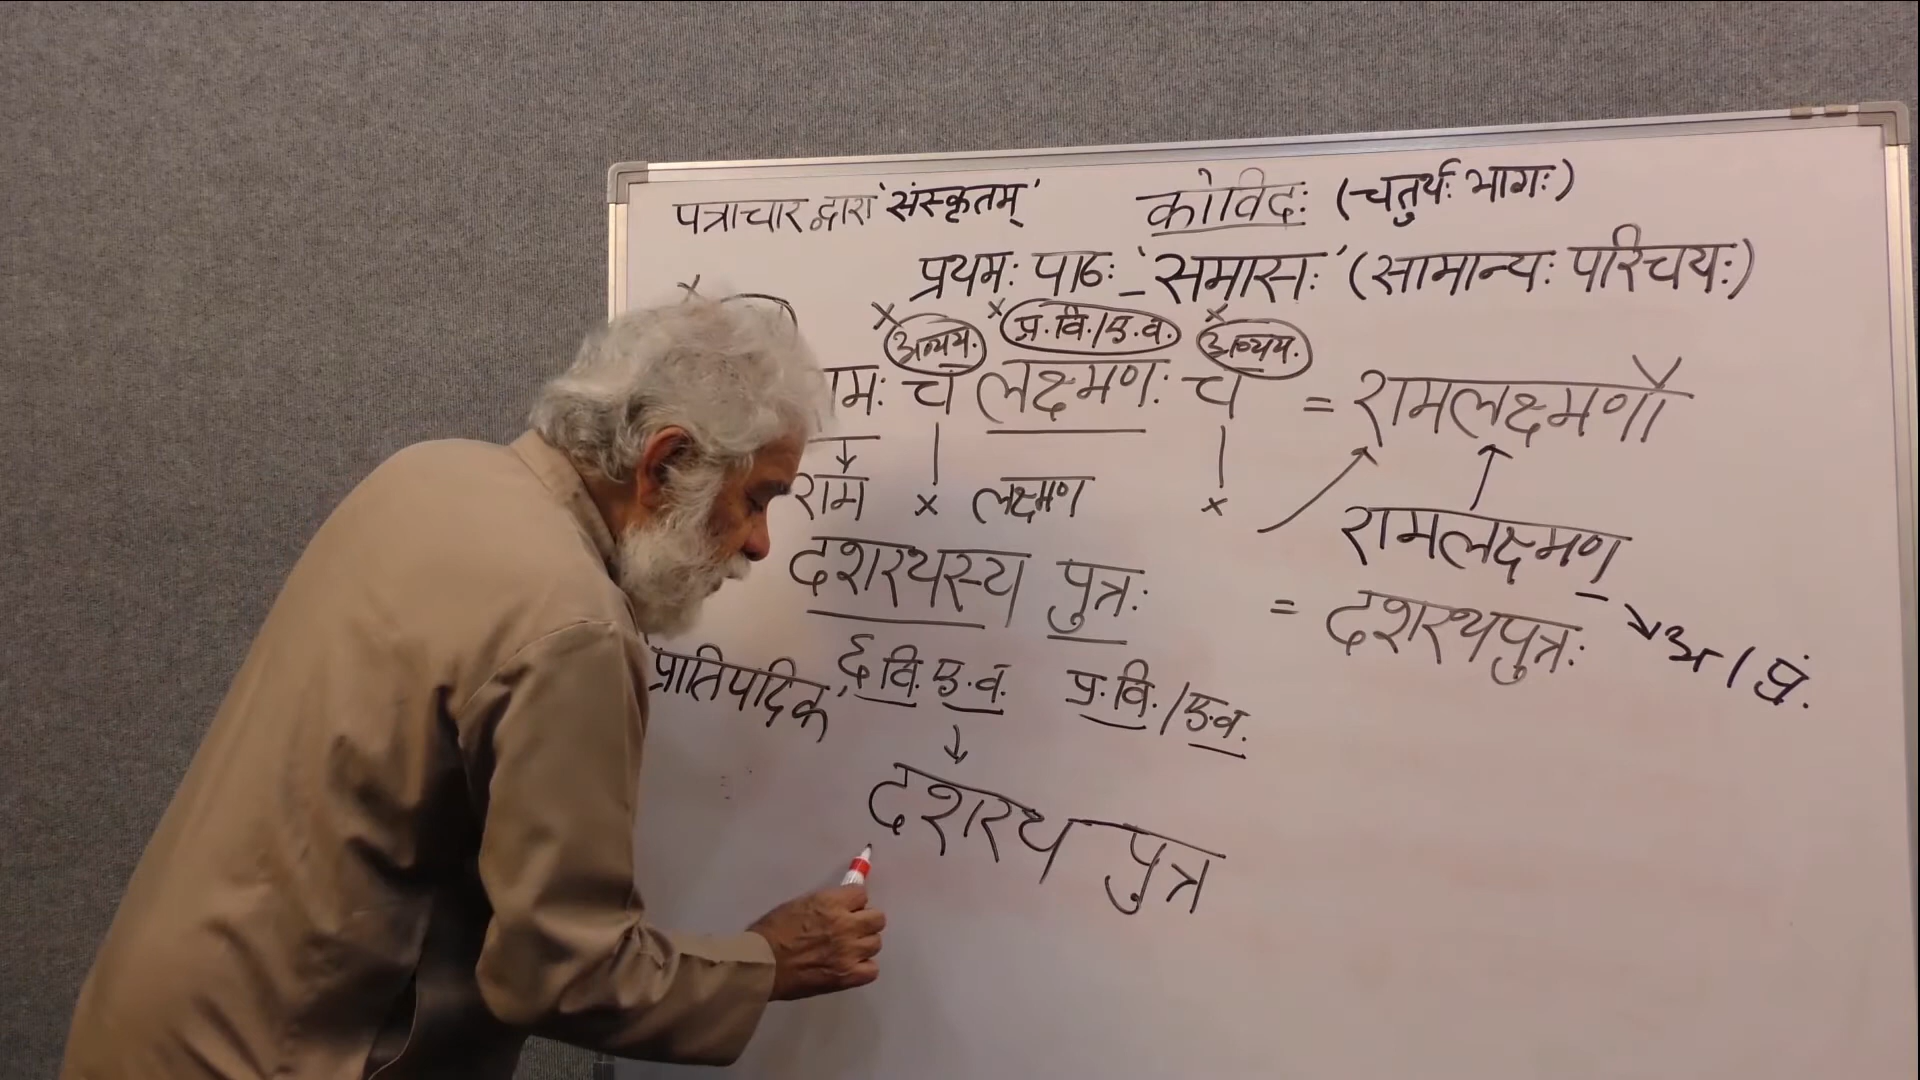 पत्राचार द्वारा 'संस्कृतम्' कोविदः (चतुर्थः भागः)
प्रथमः पाठः - 'समासः' (सामान्यः परिचयः)
x x अव्यय. x प्र.वि./ए.व. x अव्यय.
मः च लक्ष्मणः च = रामलक्ष्मणौ
राम x लक्ष्मण x रामलक्ष्मण
दशरथस्य पुत्रः = दशरथपुत्रः अ / पुं.
प्रातिपदिक ६ वि. ए.व. प्र. वि. / ए.व.
दशरथ पुत्र